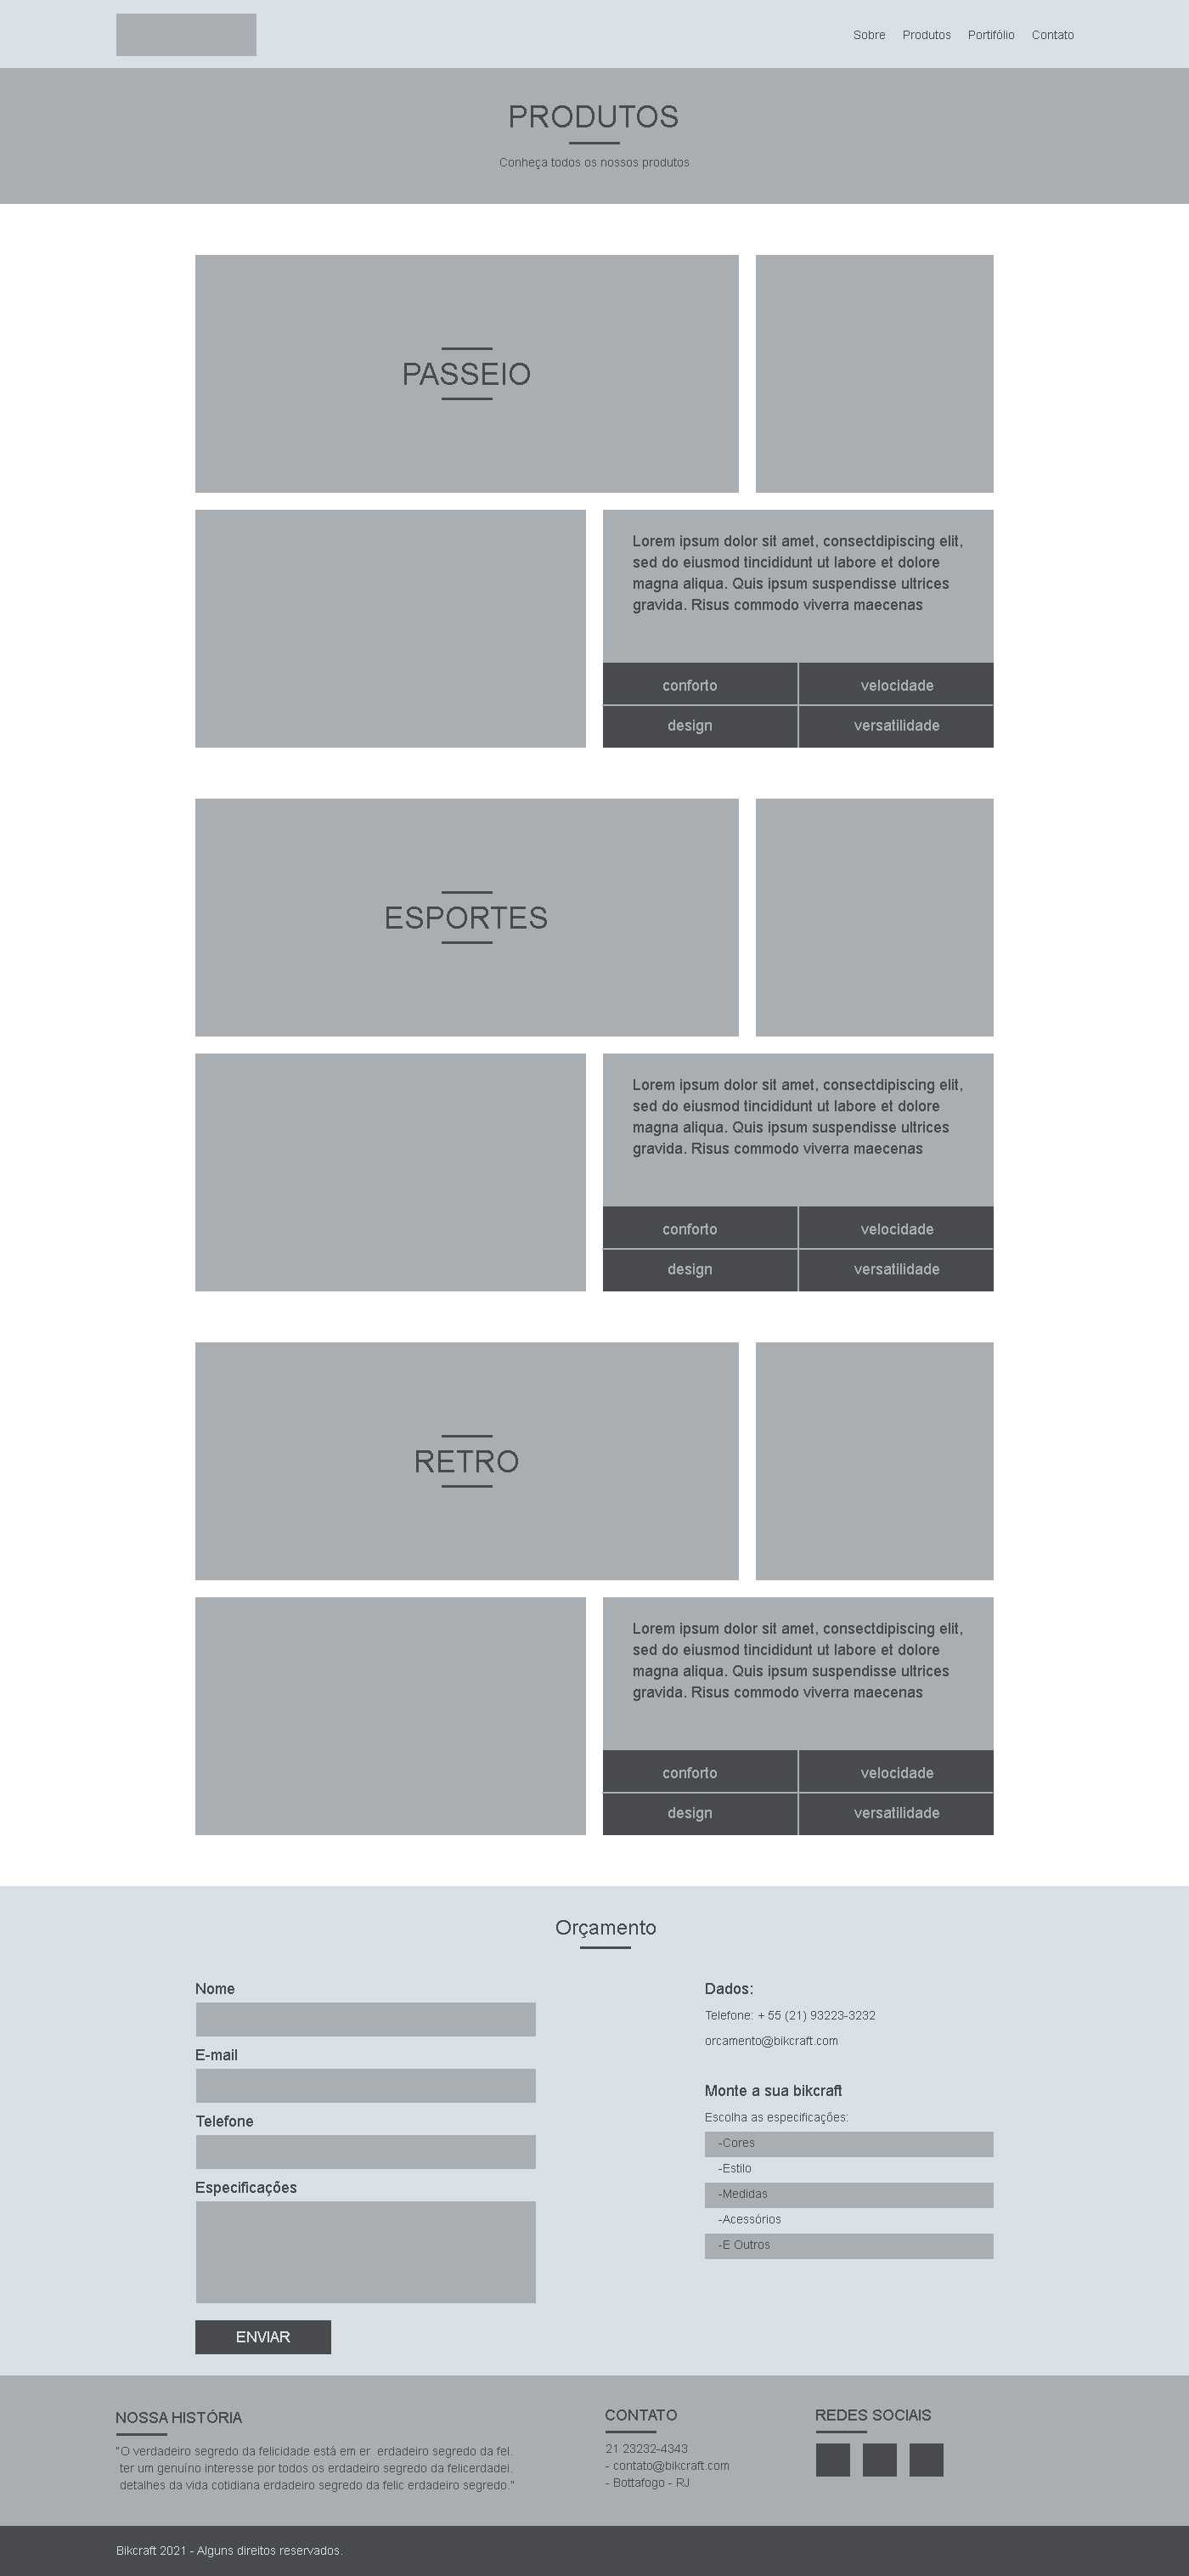 Sobre Produtos Portifólio Contato
PRODUTOS
Conheça todos os nossos produtos
PASSEIO
Lorem ipsum dolor sit amet, consectdipiscing elit,
sed do eiusmod tincididunt ut labore et dolore
magna aliqua. Quis ipsum suspendisse ultrices
gravida. Risus commodo viverra maecenas
conforto velocidade
design versatilidade
ESPORTES
Lorem ipsum dolor sit amet, consectdipiscing elit,
sed do eiusmod tincididunt ut labore et dolore
magna aliqua. Quis ipsum suspendisse ultrices
gravida. Risus commodo viverra maecenas
conforto velocidade
design versatilidade
RETRO
Lorem ipsum dolor sit amet, consectdipiscing elit,
sed do eiusmod tincididunt ut labore et dolore
magna aliqua. Quis ipsum suspendisse ultrices
gravida. Risus commodo viverra maecenas
conforto velocidade
design versatilidade
Orçamento
Nome
E-mail
Telefone
Especificações
ENVIAR
Dados:
Telefone: + 55 (21) 93223-3232
orcamento@bikcraft.com
Monte a sua bikcraft
Escolha as especificações:
-Cores
-Estilo
-Medidas
-Acessórios
-E Outros
NOSSA HISTÓRIA
"O verdadeiro segredo da felicidade está em er erdadeiro segredo da fel.
ter um genuíno interesse por todos os erdadeiro segredo da felicerdadei.
detalhes da vida cotidiana erdadeiro segredo da felic erdadeiro segredo."
CONTATO
21 23232-4343
- contato@bikcraft.com
- Bottafogo - RJ
REDES SOCIAIS
Bikcraft 2021 - Alguns direitos reservados.